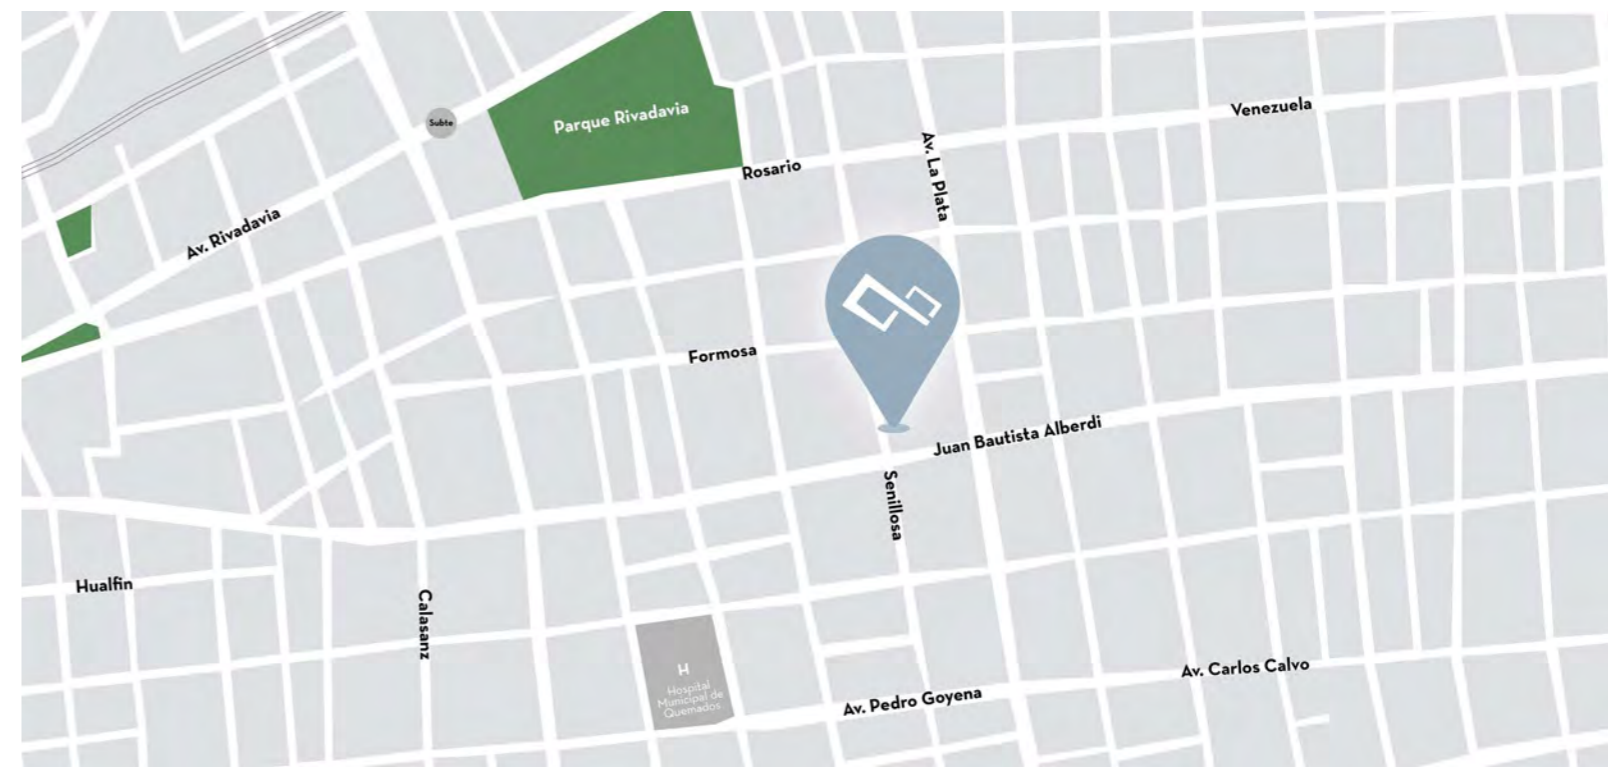 Venezuela
Parque Rivadavia
Subte
Av. La Plata
Rosario
Av. Rivadavia
Formosa
Juan Bautista Alberdi
Senillosa
Hualfin
Calasanz
H
Hospital
Municipal de
Quemados
Av. Carlos Calvo
Av. Pedro Goyena